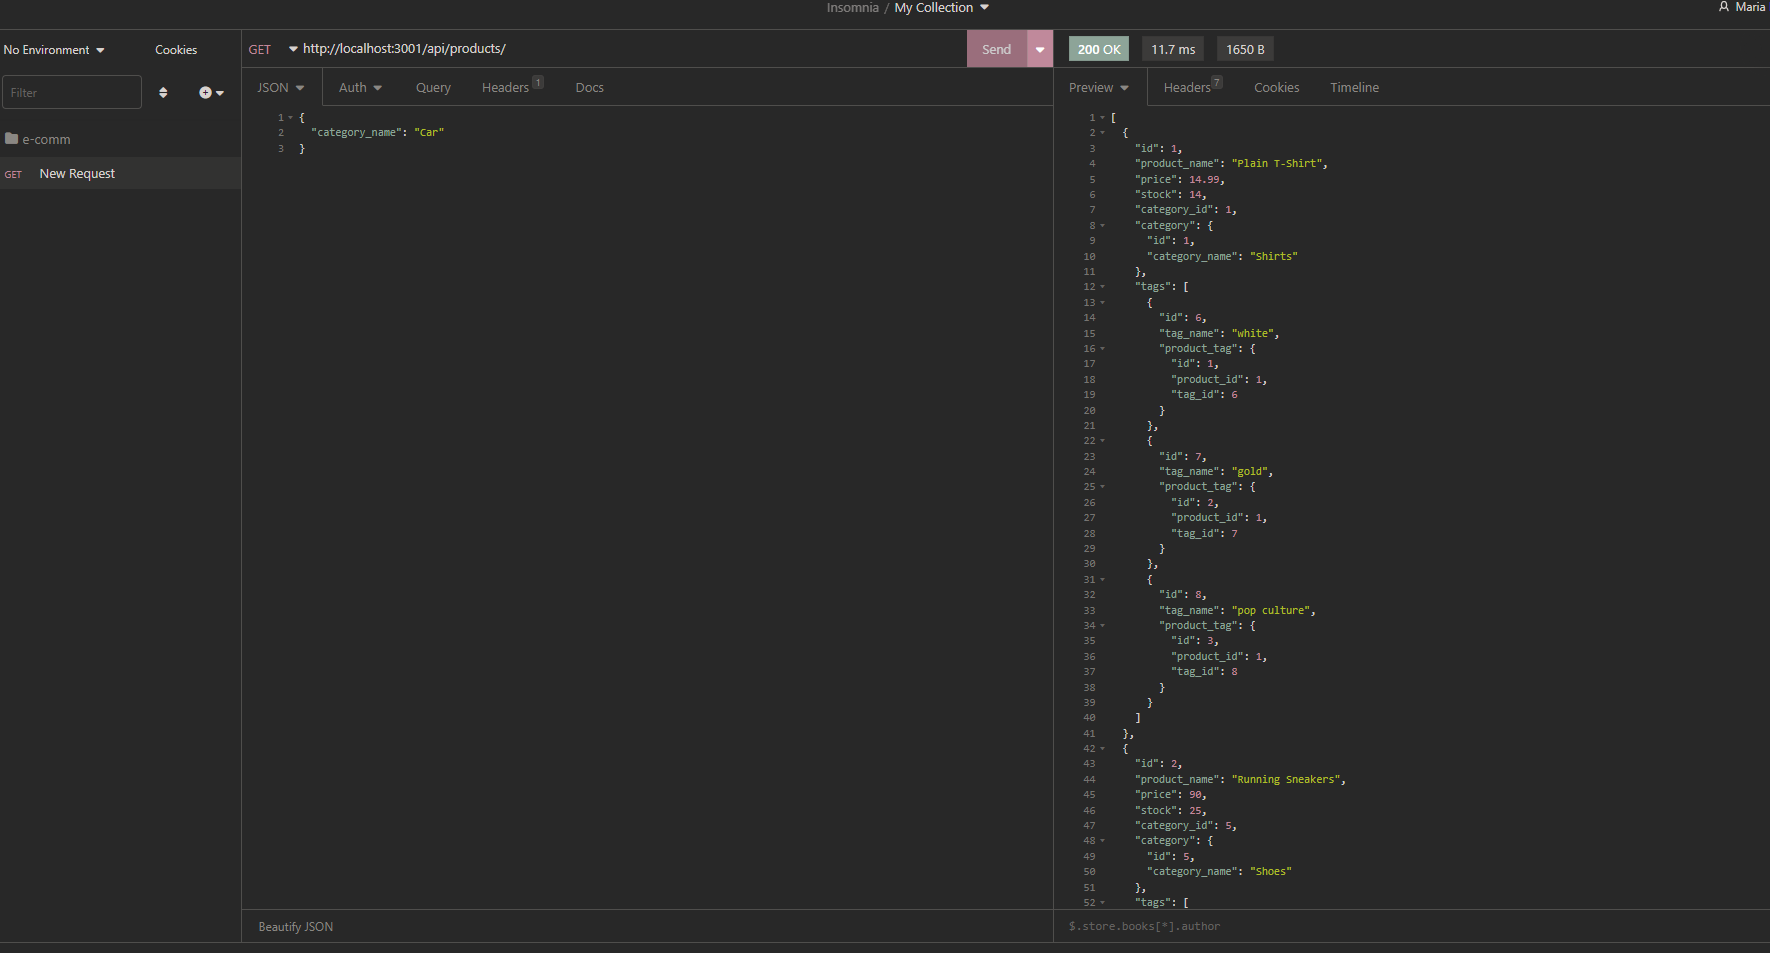 Insomnia / My Collection
Maria
No Environment
Cookies
Filter
e-comm
GET New Request
GET http://localhost:3001/api/products/
Send
JSON Auth Query Headers 1 Docs
1 {
2 "category_name": "Car"
3 }
Beautify JSON
200 OK 11.7 ms 1650 B
Preview Headers 7 Cookies Timeline
1 [
2 {
3 "id": 1,
4 "product_name": "Plain T-Shirt",
5 "price": 14.99,
6 "stock": 14,
7 "category_id": 1,
8 "category": {
9 "id": 1,
10 "category_name": "Shirts"
11 },
12 "tags": [
13 {
14 "id": 6,
15 "tag_name": "white",
16 "product_tag": {
17 "id": 1,
18 "product_id": 1,
19 "tag_id": 6
20 }
21 },
22 {
23 "id": 7,
24 "tag_name": "gold",
25 "product_tag": {
26 "id": 2,
27 "product_id": 1,
28 "tag_id": 7
29 }
30 },
31 {
32 "id": 8,
33 "tag_name": "pop culture",
34 "product_tag": {
35 "id": 3,
36 "product_id": 1,
37 "tag_id": 8
38 }
39 }
40 ]
41 },
42 {
43 "id": 2,
44 "product_name": "Running Sneakers",
45 "price": 90,
46 "stock": 25,
47 "category_id": 5,
48 "category": {
49 "id": 5,
50 "category_name": "Shoes"
51 },
52 "tags": [
$.store.books[*].author